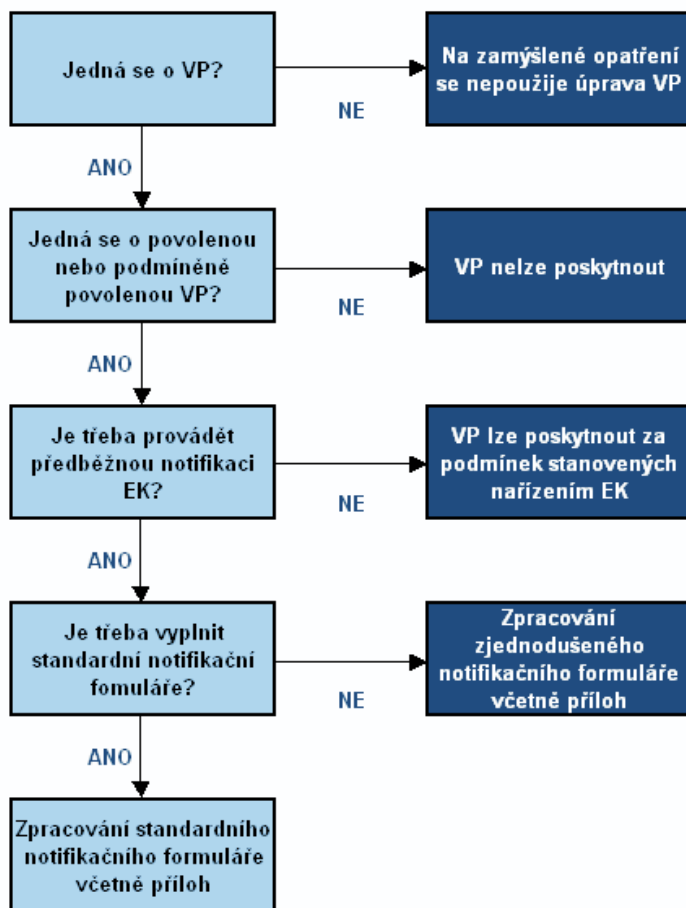 Jedná se o VP?
Na zamýšlené opatření
se nepoužije úprava VP
NE
ANO
Jedná se o povolenou
nebo podmíněně
povolenou VP?
VP nelze poskytnout
NE
ANO
Je třeba provádět
předběžnou notifikaci
EK?
VP lze poskytnout za
podmínek stanovených
nařízením EK
NE
ANO
Je třeba vyplnit
standardní notifikační
fomuláře?
Zpracování
zjednodušeného
notifikačního formuláře
včetně příloh
NE
ANO
Zpracování standardního
notifikačního formuláře
včetně příloh